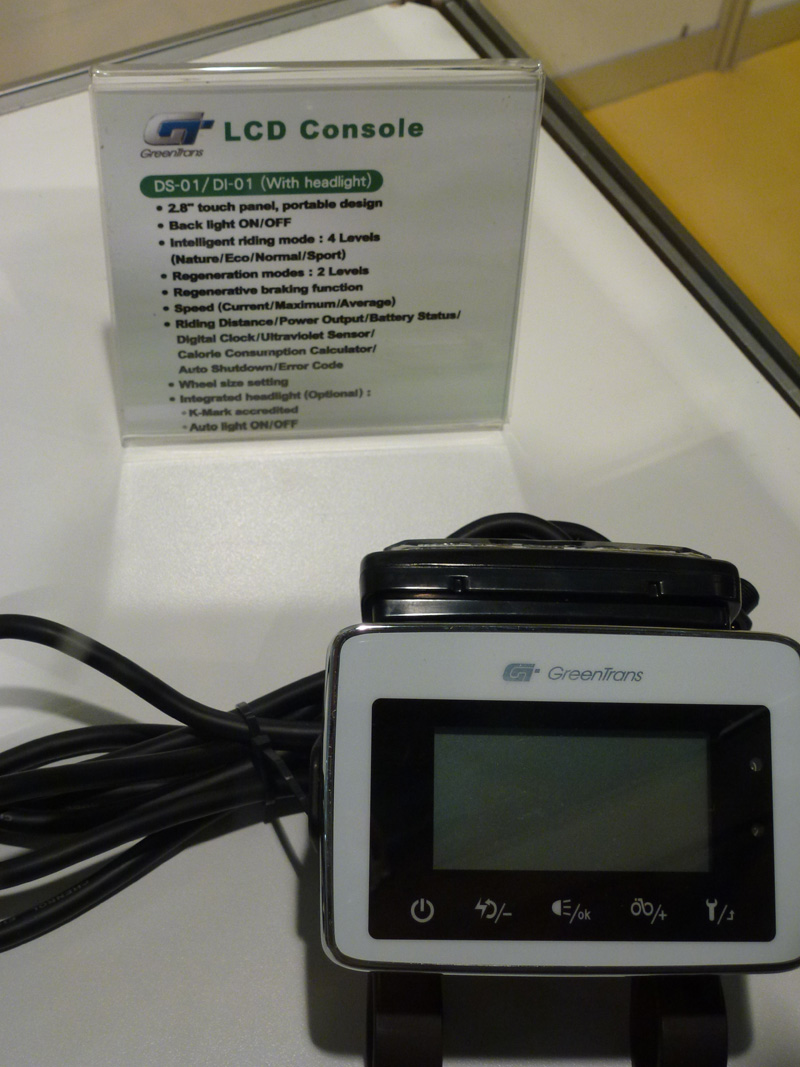 GT LCD Console
GreenTrans
DS-01/DI-01 (With headlight)
• 2.8" touch panel, portable design
• Back light ON/OFF
• Intelligent riding mode : 4 Levels
(Nature/Eco/Normal/Sport)
• Regeneration modes : 2 Levels
• Regenerative braking function
• Speed (Current/Maximum/Average)
• Riding Distance/Power Output/Battery Status/
Digital Clock/Ultraviolet Sensor/
Calorie Consumption Calculator/
Auto Shutdown/Error Code
• Wheel size setting
• Integrated headlight (Optional) :
- K-Mark accredited
- Auto light ON/OFF
GT GreenTrans
/- /ok /+ /